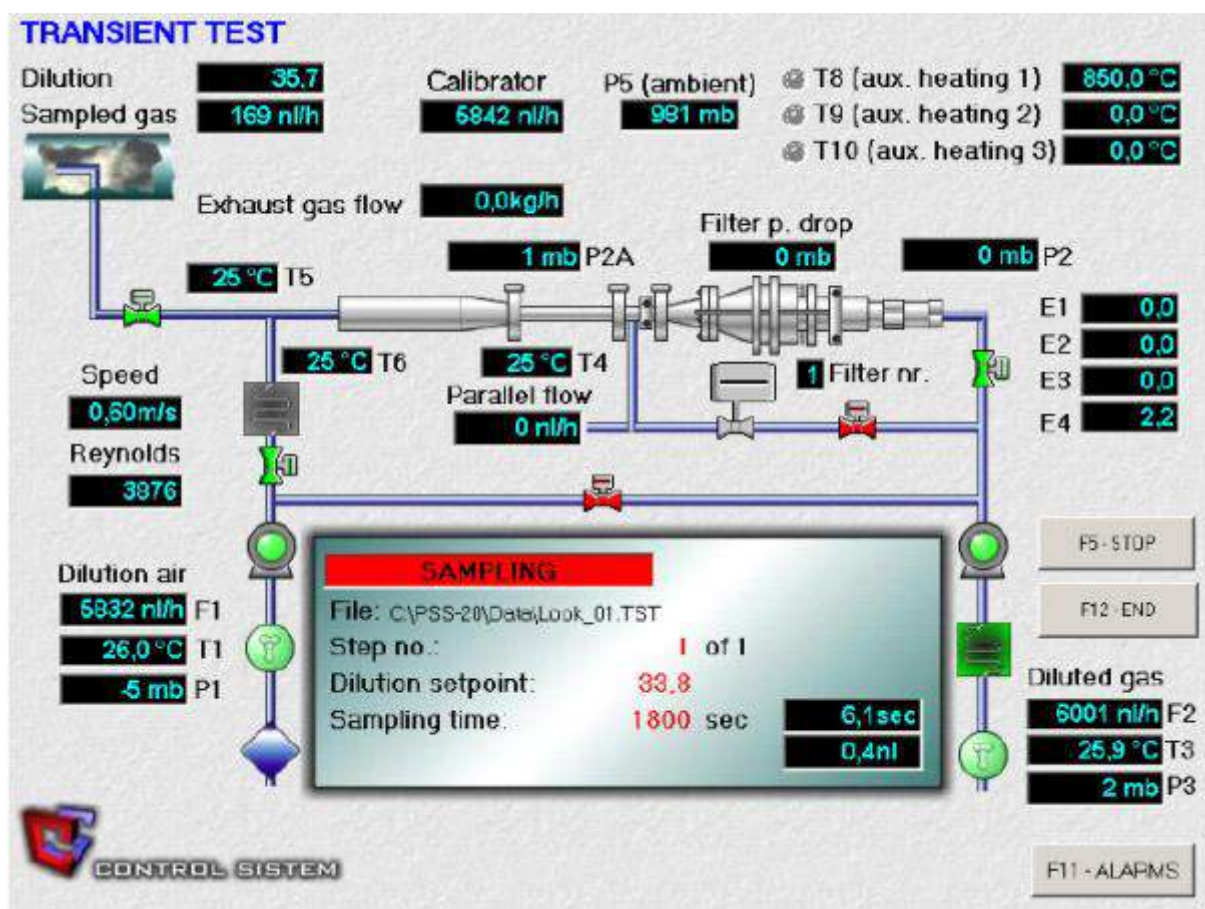 TRANSIENT TEST
Dilution 35,7
Sampled gas 169 nl/h
Calibrator
5842 nl/h
P5 (ambient)
981 mb
T8 (aux. heating 1) 850,0 °C
T9 (aux. heating 2) 0,0 °C
T10 (aux. heating 3) 0,0 °C
Exhaust gas flow 0,0kg/h
Filter p. drop
1 mb P2A
0 mb
0 mb P2
25 °C T5
E1 0,0
E2 0,0
E3 0,0
E4 2,2
25 °C T6
25 °C T4
1 Filter nr.
Speed
0,60m/s
Parallel flow
0 nl/h
Reynolds
3876
SAMPLING
File: C:\PSS-20\Data\Look_01.TST
Step no.: 1 of 1
Dilution setpoint: 33,8
Sampling time: 1800 sec
6,1sec
0,4nl
F5 - STOP
F12 - END
Dilution air
5832 nl/h F1
26,0 °C T1
-5 mb P1
Diluted gas
6001 nl/h F2
25,9 °C T3
2 mb P3
CONTROL SISTEM
F11 - ALARMS